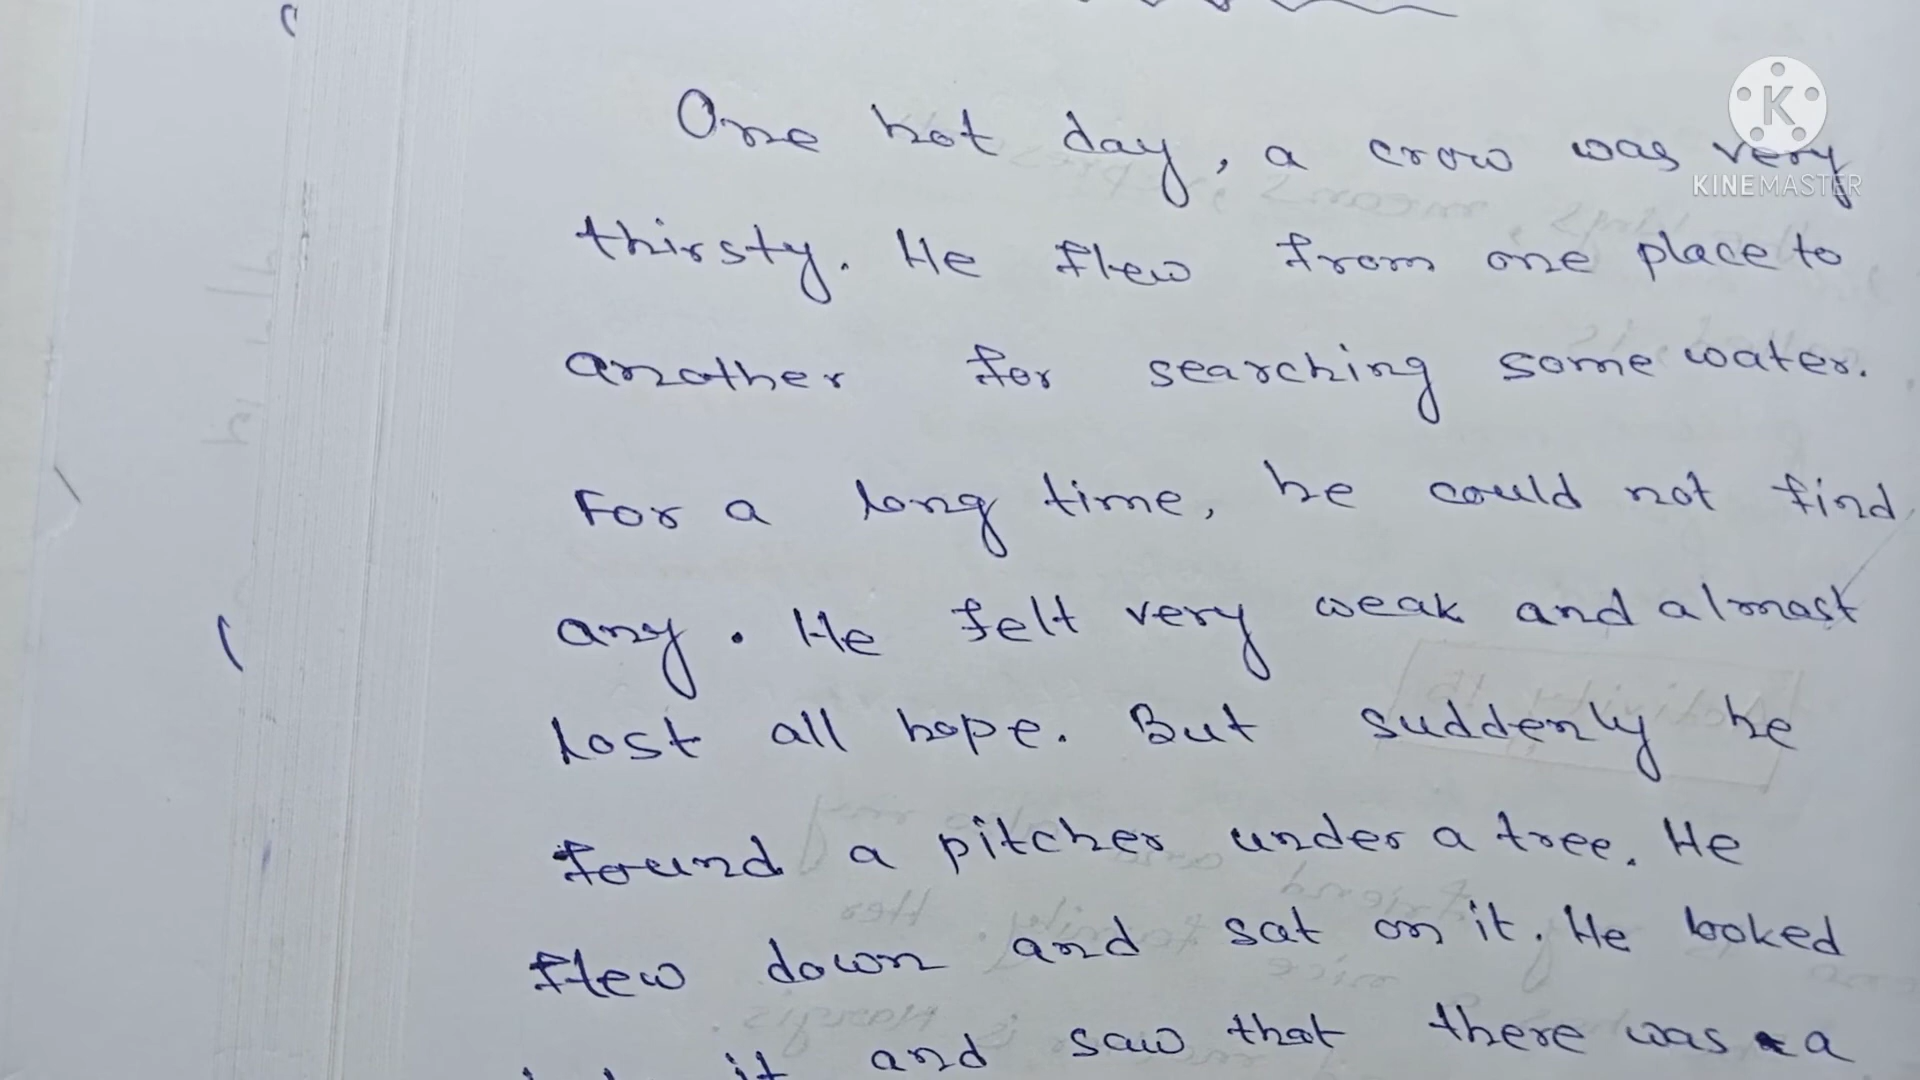 One hot day, a crow was very
KINEMASTER
thirsty. He flew from one place to
another for searching some water.
For a long time, he could not find
any. He felt very weak and almost
lost all hope. But suddenly he
found a pitcher under a tree. He
flew down and sat on it. He looked
it and saw that there was a